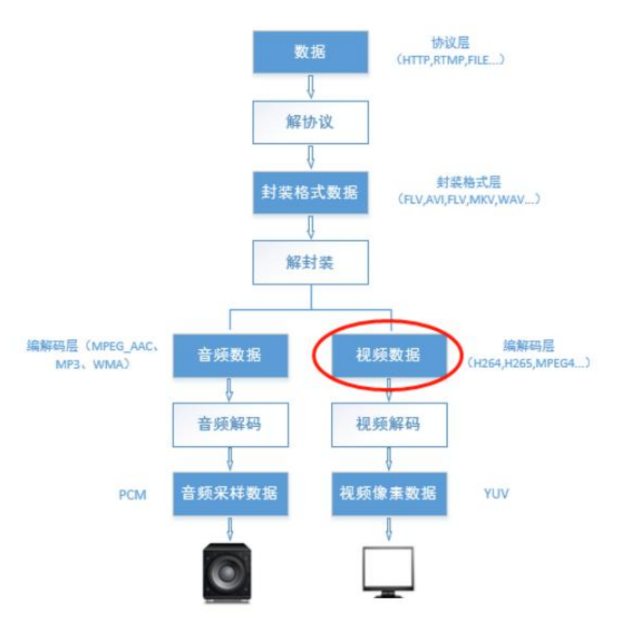 数据
协议层
（HTTP,RTMP,FILE...）
解协议
封装格式数据
封装格式层
（FLV,AVI,FLV,MKV,WAV...）
解封装
编解码层（MPEG_AAC、
MP3、WMA）
音频数据
视频数据
编解码层
（H264,H265,MPEG4...）
音频解码
视频解码
PCM
音频采样数据
视频像素数据
YUV